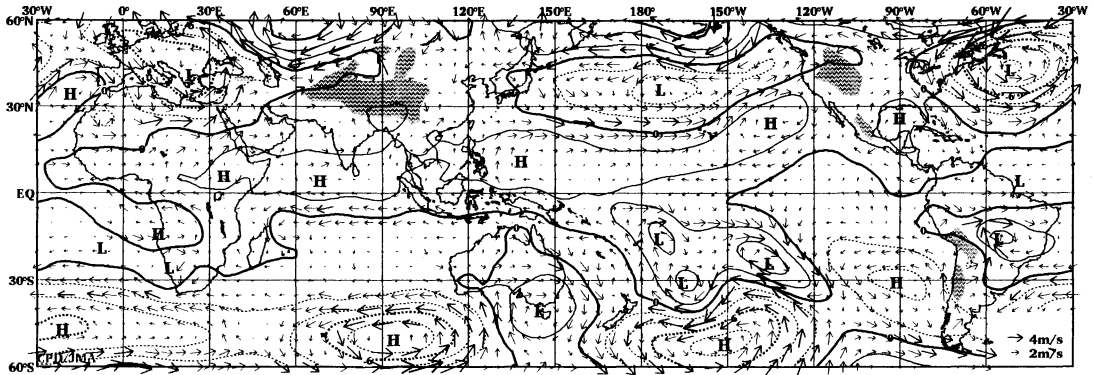 30°W 0° 30°E 60°E 90°E 120°E 150°E 180° 150°W 120°W 90°W 60°W 30°W
60°N
L L L
H L
30°N H H
H
H H H
L
EQ
H L L
L L
L
30°S L H
L
H H H
CPD/JMA
4m/s
2m/s
60°S